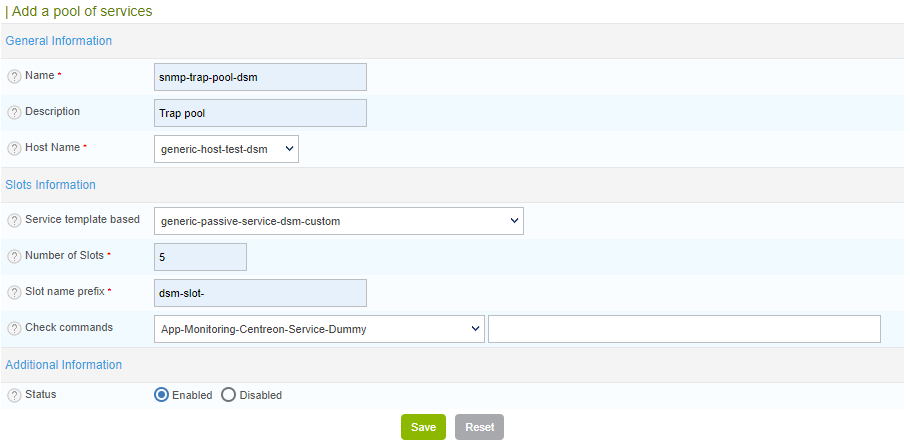 | Add a pool of services
General Information
? Name * snmp-trap-pool-dsm
? Description Trap pool
? Host Name * generic-host-test-dsm
Slots Information
? Service template based generic-passive-service-dsm-custom
? Number of Slots * 5
? Slot name prefix * dsm-slot-
? Check commands App-Monitoring-Centreon-Service-Dummy
Additional Information
? Status Enabled Disabled
Save Reset